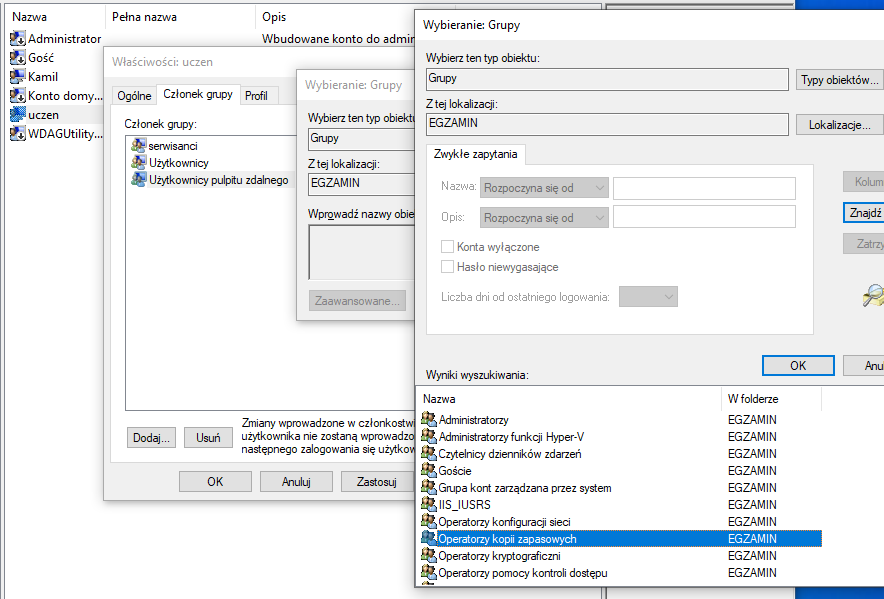 Nazwa Pełna nazwa Opis
Administrator Wbudowane konto do admin
Gość
Kamil
Konto domy...
uczen
WDAGUtility...
Właściwości: uczen
Ogólne Członek grupy Profil
Członek grupy:
serwisanci
Użytkownicy
Użytkownicy pulpitu zdalnego
Dodaj... Usuń
Zmiany wprowadzone w członkostwi
użytkownika nie zostaną wprowadzo
następnego zalogowania się użytkow
OK Anuluj Zastosuj
Wybieranie: Grupy
Wybierz ten typ obiektu
Grupy
Z tej lokalizacji:
EGZAMIN
Wprowadź nazwy obie
Zaawansowane...
Wybieranie: Grupy
Wybierz ten typ obiektu:
Grupy Typy obiektów...
Z tej lokalizacji:
EGZAMIN Lokalizacje...
Zwykłe zapytania
Nazwa: Rozpoczyna się od
Opis: Rozpoczyna się od
Konta wyłączone
Hasło niewygasające
Liczba dni od ostatniego logowania:
Kolum
Znajdź
Zatrzy
OK Anul
Wyniki wyszukiwania:
Nazwa W folderze
Administratorzy EGZAMIN
Administratorzy funkcji Hyper-V EGZAMIN
Czytelnicy dzienników zdarzeń EGZAMIN
Goście EGZAMIN
Grupa kont zarządzana przez system EGZAMIN
IIS_IUSRS EGZAMIN
Operatorzy konfiguracji sieci EGZAMIN
Operatorzy kopii zapasowych EGZAMIN
Operatorzy kryptograficzni EGZAMIN
Operatorzy pomocy kontroli dostępu EGZAMIN